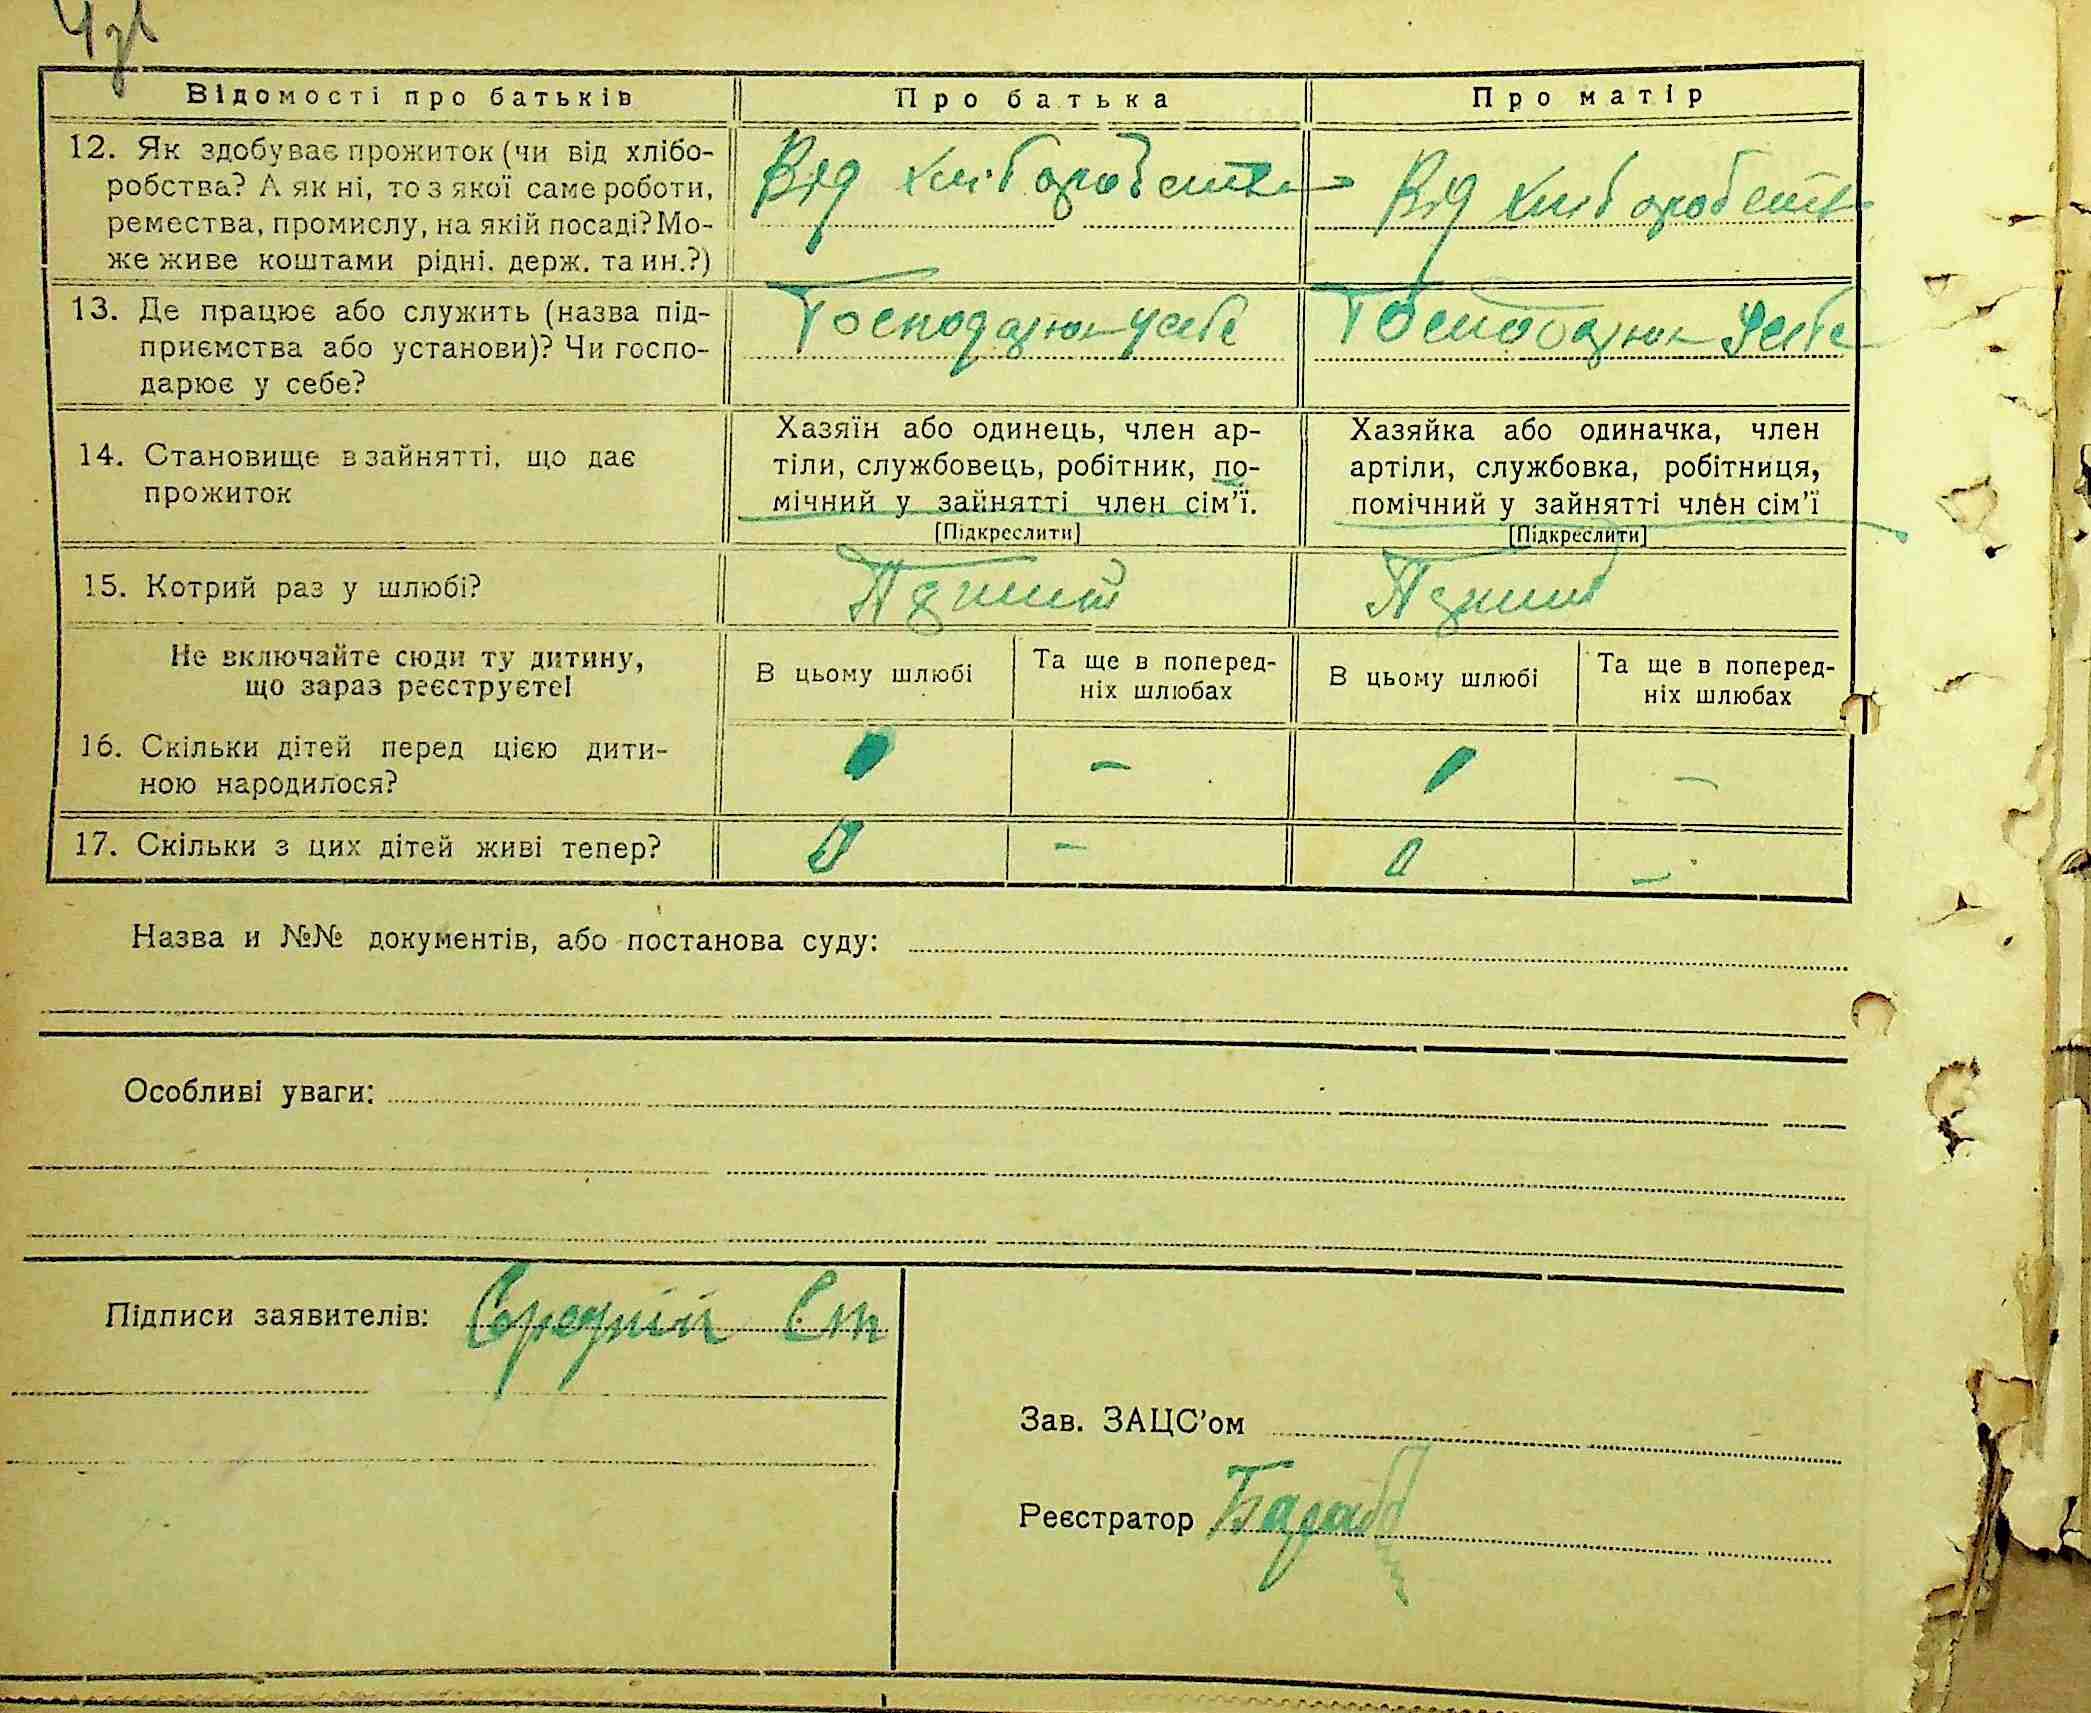 Відомості про батьків
Про батька
Про матір
12. Як здобуває прожиток (чи від хлібо-
робства? А як ні, то з якої саме роботи,
ремества, промислу, на якій посаді? Мо-
же живе коштами рідні. держ. та ин.?)
Від хліборобства
Від хліборобств
13. Де працює або служить (назва під-
приємства або установи)? Чи госпо-
дарює у себе?
Господарює у себе
Господарює у себе
14. Становище в зайнятті, що дає
прожиток
Хазяїн або одинець, член ар-
тіли, службовець, робітник, по-
мічний у зайнятті член сім'ї.
[Підкреслити]
Хазяйка або одиначка, член
артіли, службовка, робітниця,
помічний у зайнятті член сім'ї
[Підкреслити]
15. Котрий раз у шлюбі?
Не включайте сюди ту дитину,
що зараз реєструєте!
В цьому шлюбі
Та ще в поперед-
ніх шлюбах
В цьому шлюбі
Та ще в поперед-
ніх шлюбах
16. Скільки дітей перед цією дити-
ною народилося?
–
–
17. Скільки з цих дітей живі тепер?
0 – 0 –
Назва и №№ документів, або постанова суду:
Особливі уваги:
Підписи заявителів: Середній Ст
Зав. ЗАЦС'ом
Реєстратор